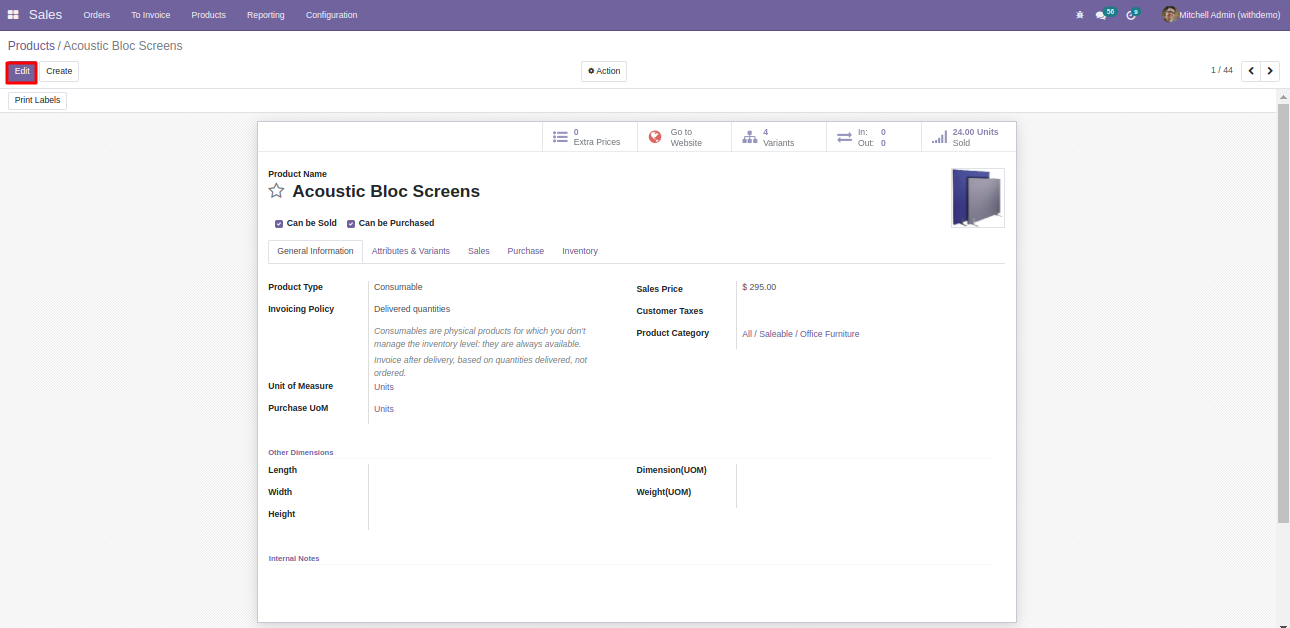 Sales Orders To Invoice Products Reporting Configuration 56 9 Mitchell Admin (withdemo)
Products / Acoustic Bloc Screens
Edit Create Action 1 / 44
Print Labels
0 Extra Prices
Go to Website
4 Variants
In: 0
Out: 0
24.00 Units Sold
Product Name
Acoustic Bloc Screens
Can be Sold Can be Purchased
General Information Attributes & Variants Sales Purchase Inventory
Product Type Consumable
Invoicing Policy Delivered quantities
Consumables are physical products for which you don't
manage the inventory level: they are always available.
Invoice after delivery, based on quantities delivered, not
ordered.
Unit of Measure Units
Purchase UoM Units
Sales Price $ 295.00
Customer Taxes
Product Category All / Saleable / Office Furniture
Other Dimensions
Length
Width
Height
Dimension(UOM)
Weight(UOM)
Internal Notes